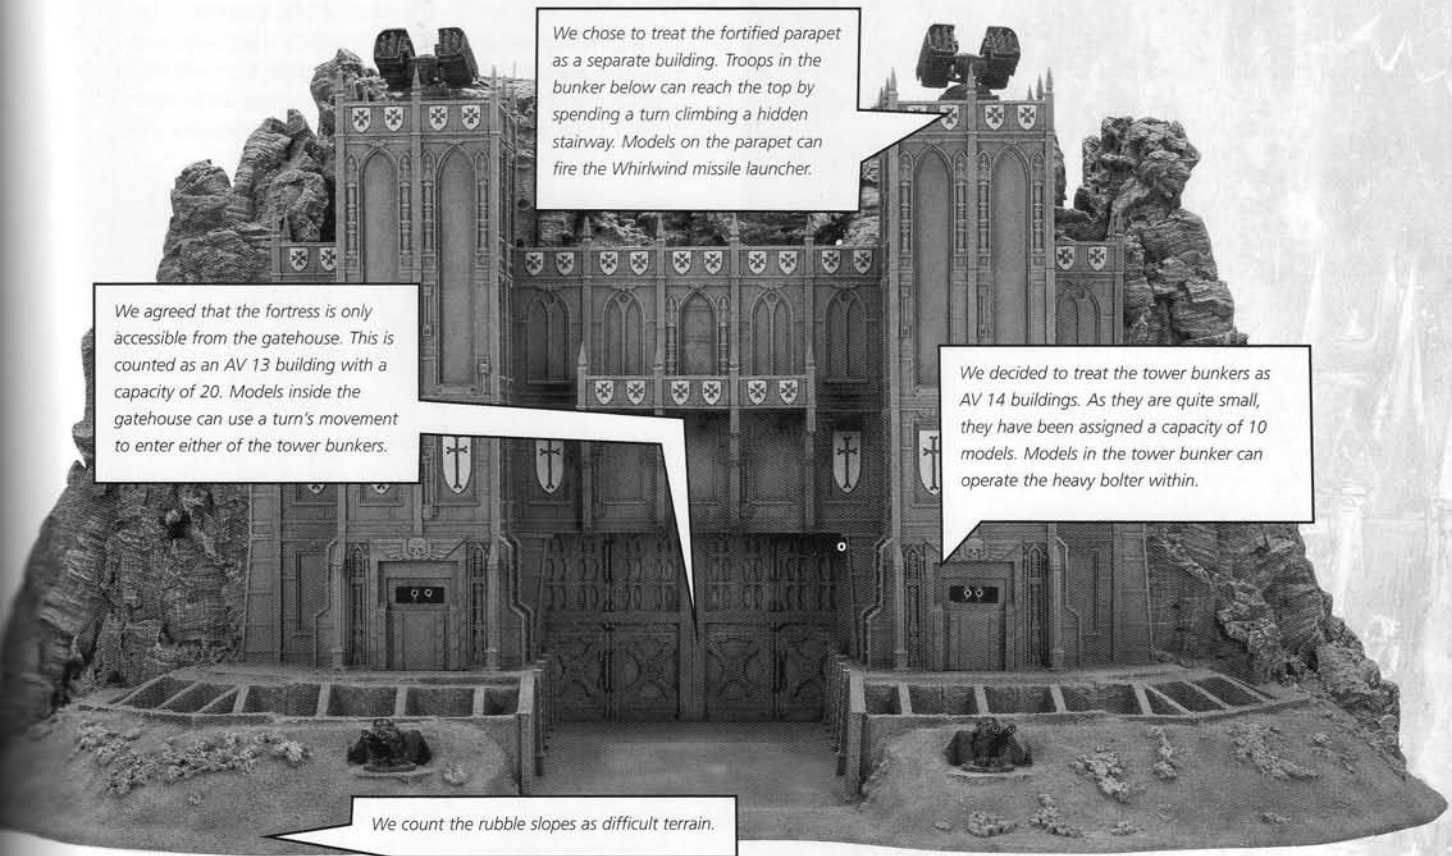 We chose to treat the fortified parapet
as a separate building. Troops in the
bunker below can reach the top by
spending a turn climbing a hidden
stairway. Models on the parapet can
fire the Whirlwind missile launcher.
We agreed that the fortress is only
accessible from the gatehouse. This is
counted as an AV 13 building with a
capacity of 20. Models inside the
gatehouse can use a turn's movement
to enter either of the tower bunkers.
We decided to treat the tower bunkers as
AV 14 buildings. As they are quite small,
they have been assigned a capacity of 10
models. Models in the tower bunker can
operate the heavy bolter within.
We count the rubble slopes as difficult terrain.